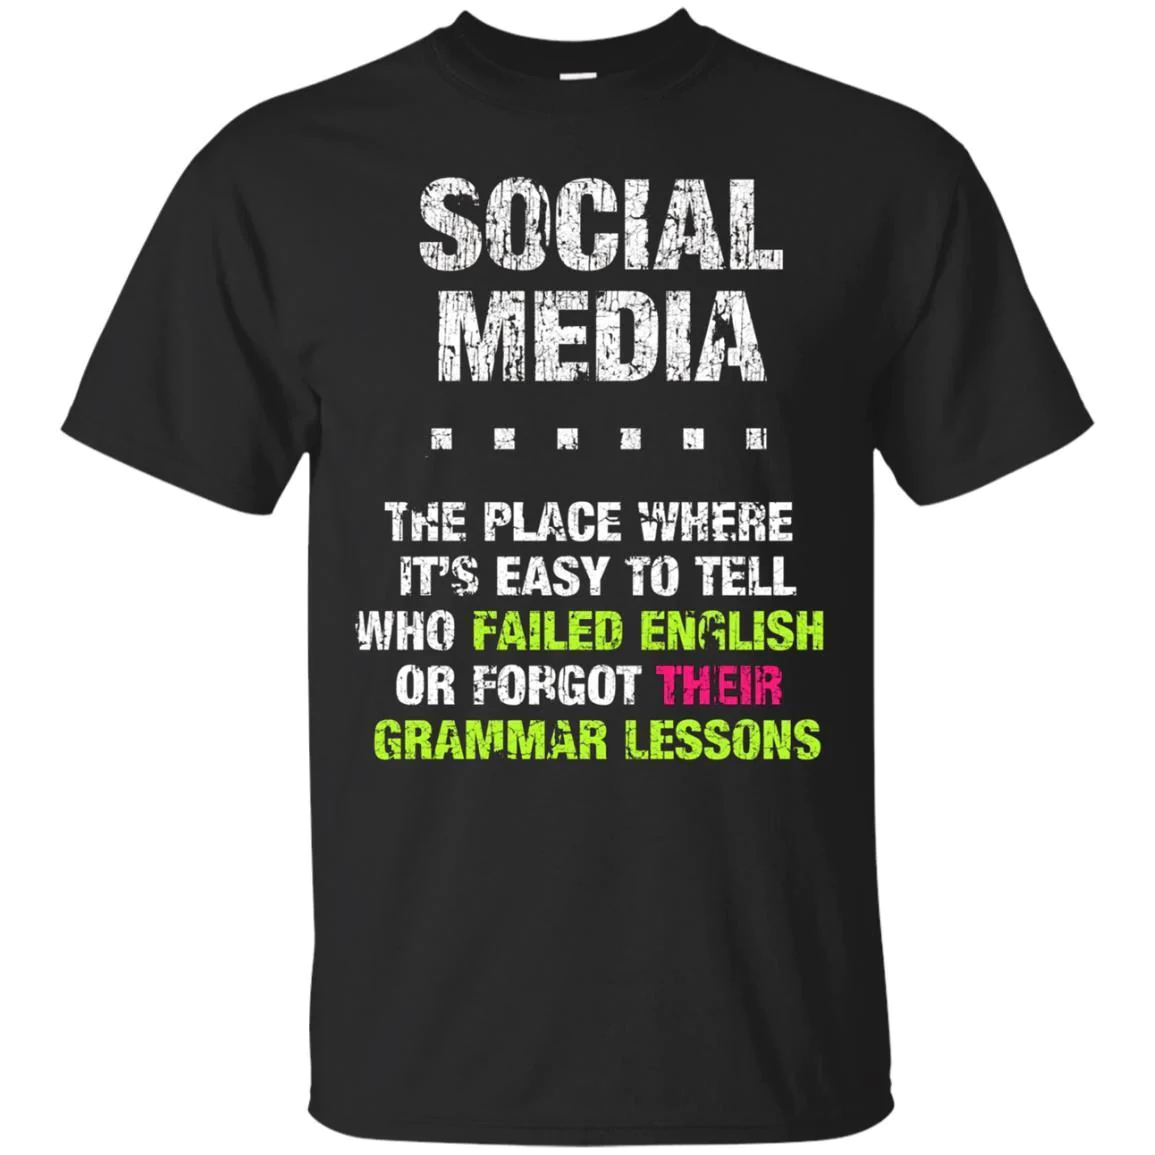 SOCIAL
MEDIA
......
THE PLACE WHERE
IT'S EASY TO TELL
WHO FAILED ENGLISH
OR FORGOT THEIR
GRAMMAR LESSONS